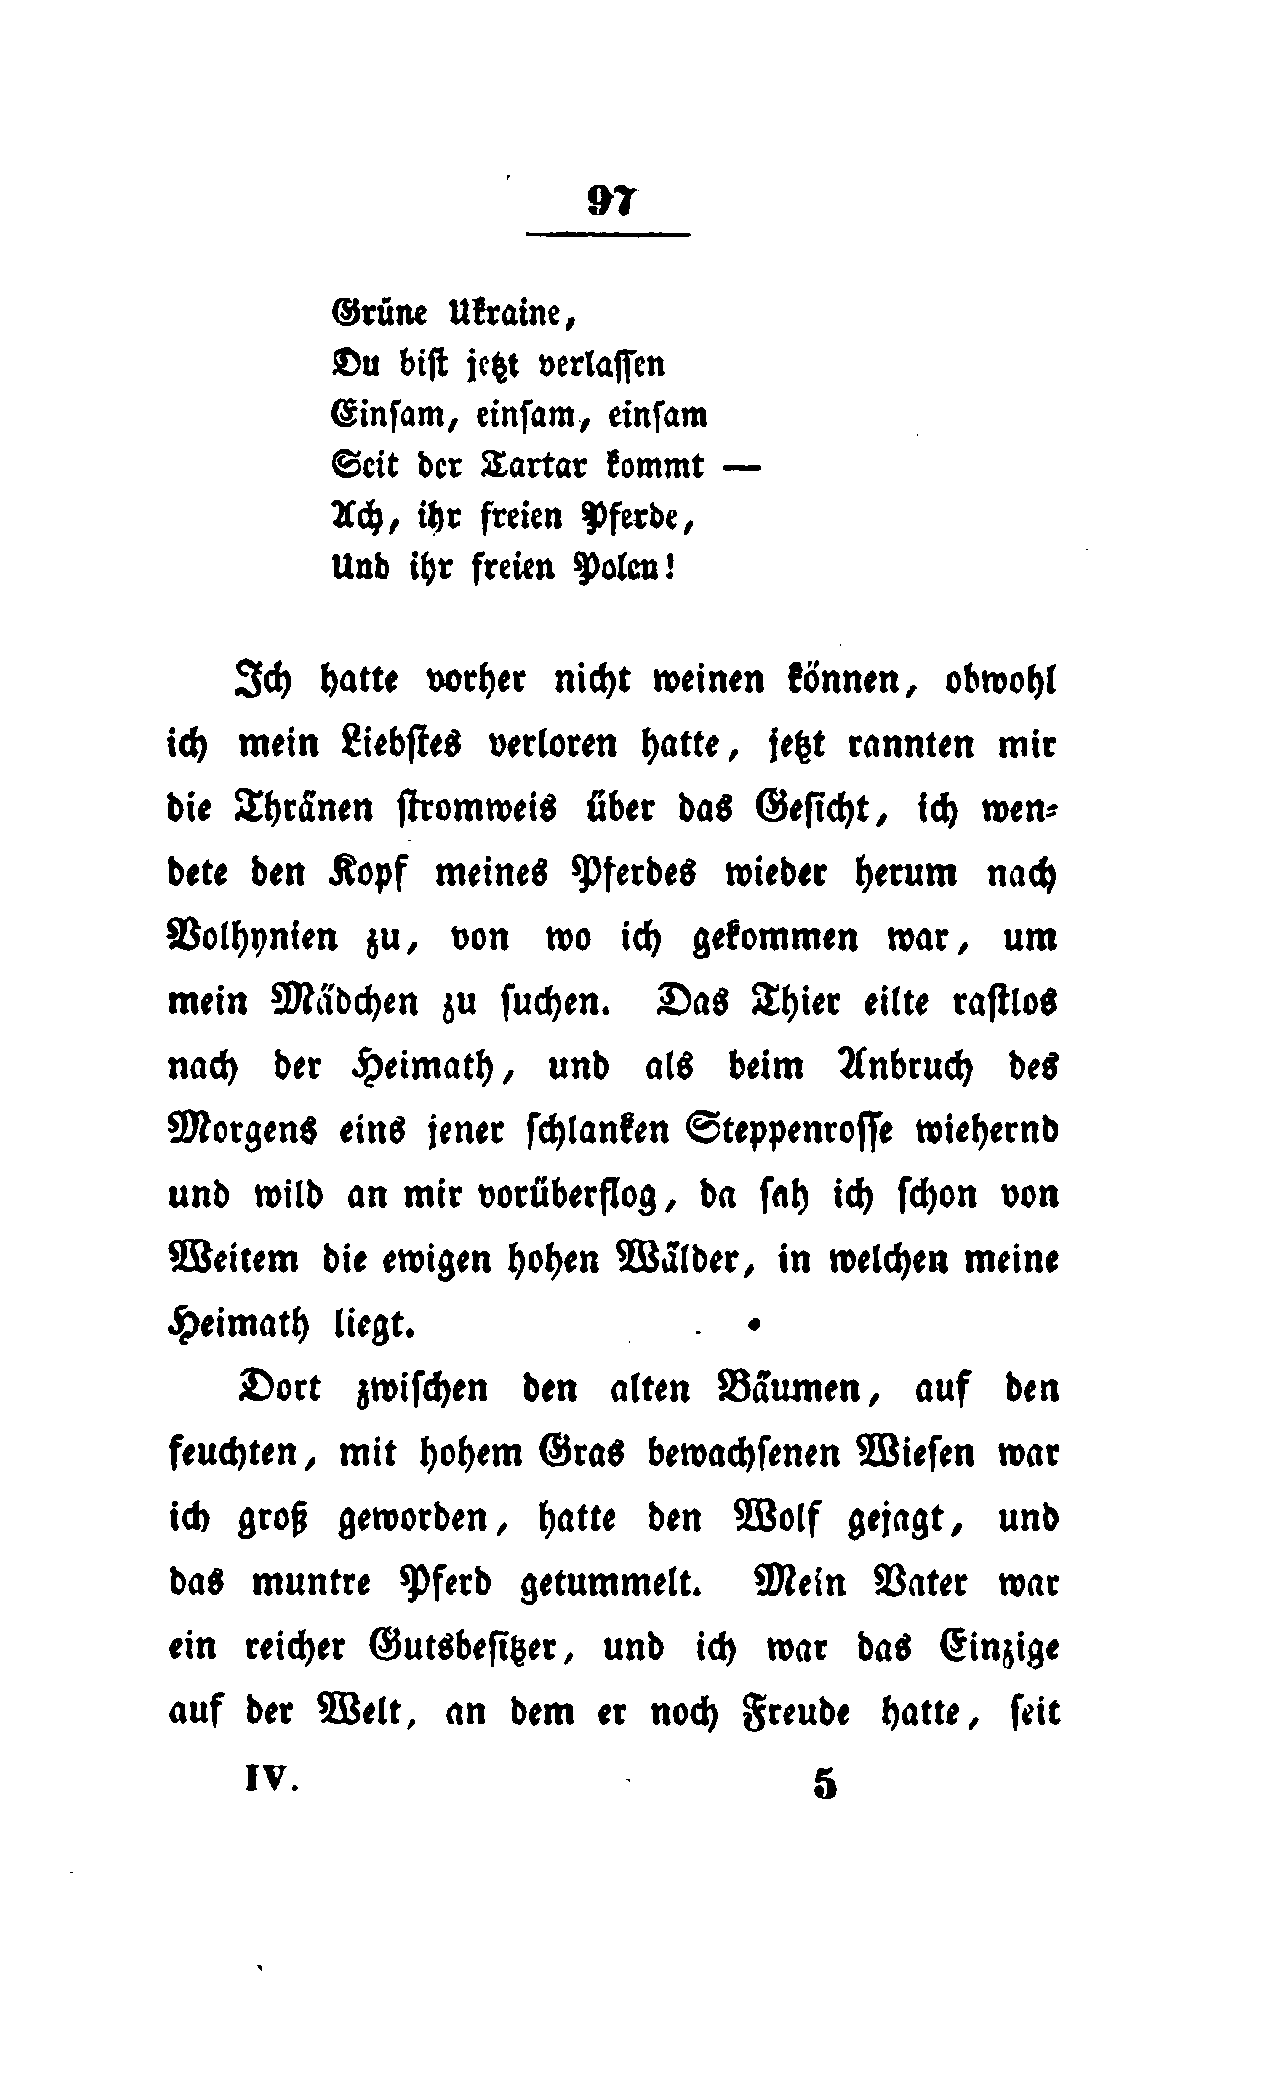 97
Grüne Ukraine,
Du biſt jetzt verlaſſen
Einſam, einſam, einſam
Seit der Tartar kommt —
Ach, ihr freien Pferde,
Und ihr freien Polen!
Ich hatte vorher nicht weinen können, obwohl
ich mein Liebſtes verloren hatte, jetzt rannten mir
die Thränen ſtromweis über das Geſicht, ich wen⸗
dete den Kopf meines Pferdes wieder herum nach
Volhynien zu, von wo ich gekommen war, um
mein Mädchen zu ſuchen. Das Thier eilte raſtlos
nach der Heimath, und als beim Anbruch des
Morgens eins jener ſchlanken Steppenroſſe wiehernd
und wild an mir vorüberflog, da ſah ich ſchon von
Weitem die ewigen hohen Wälder, in welchen meine
Heimath liegt.
Dort zwiſchen den alten Bäumen, auf den
feuchten, mit hohem Gras bewachſenen Wieſen war
ich groß geworden, hatte den Wolf gejagt, und
das muntre Pferd getummelt. Mein Vater war
ein reicher Gutsbeſitzer, und ich war das Einzige
auf der Welt, an dem er noch Freude hatte, ſeit
IV. 5